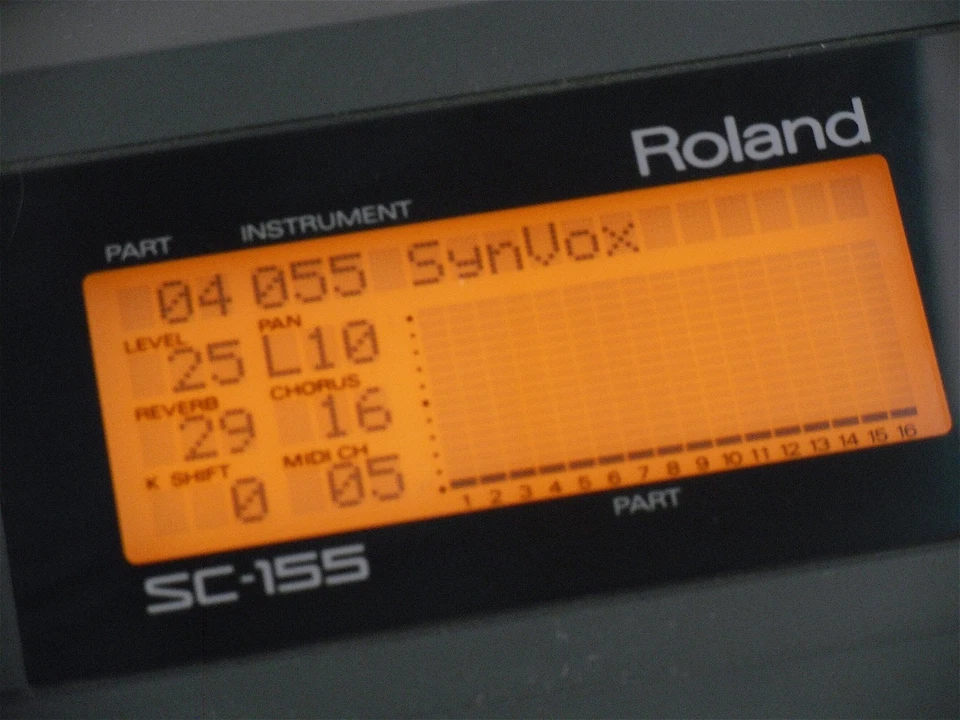 Roland
PART INSTRUMENT
04 055 SynVox
LEVEL PAN
25 L10
REVERB CHORUS
29 16
K SHIFT MIDI CH
0 05
1 2 3 4 5 6 7 8 9 10 11 12 13 14 15 16
PART
SC-155